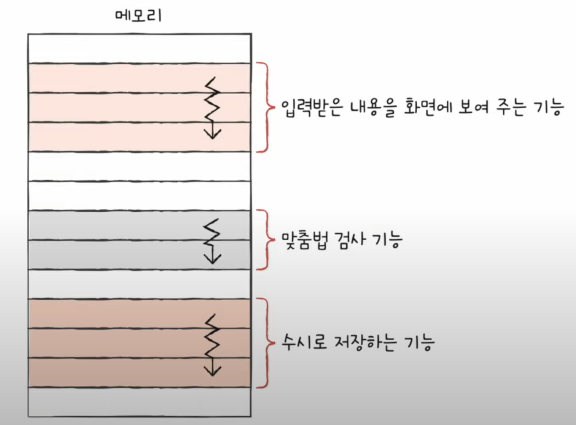 메모리
입력받은 내용을 화면에 보여 주는 기능
맞춤법 검사 기능
수시로 저장하는 기능